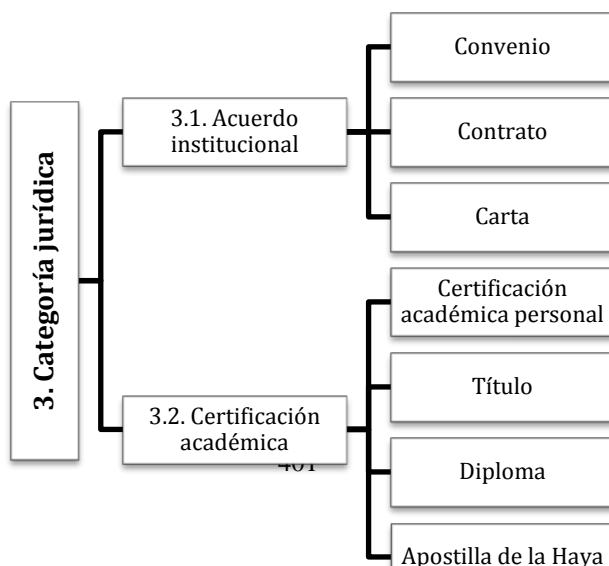 3. Categoría jurídica
3.1. Acuerdo
institucional
Convenio
Contrato
Carta
3.2. Certificación
académica
Certificación
académica personal
Título
Diploma
Apostilla de la Haya